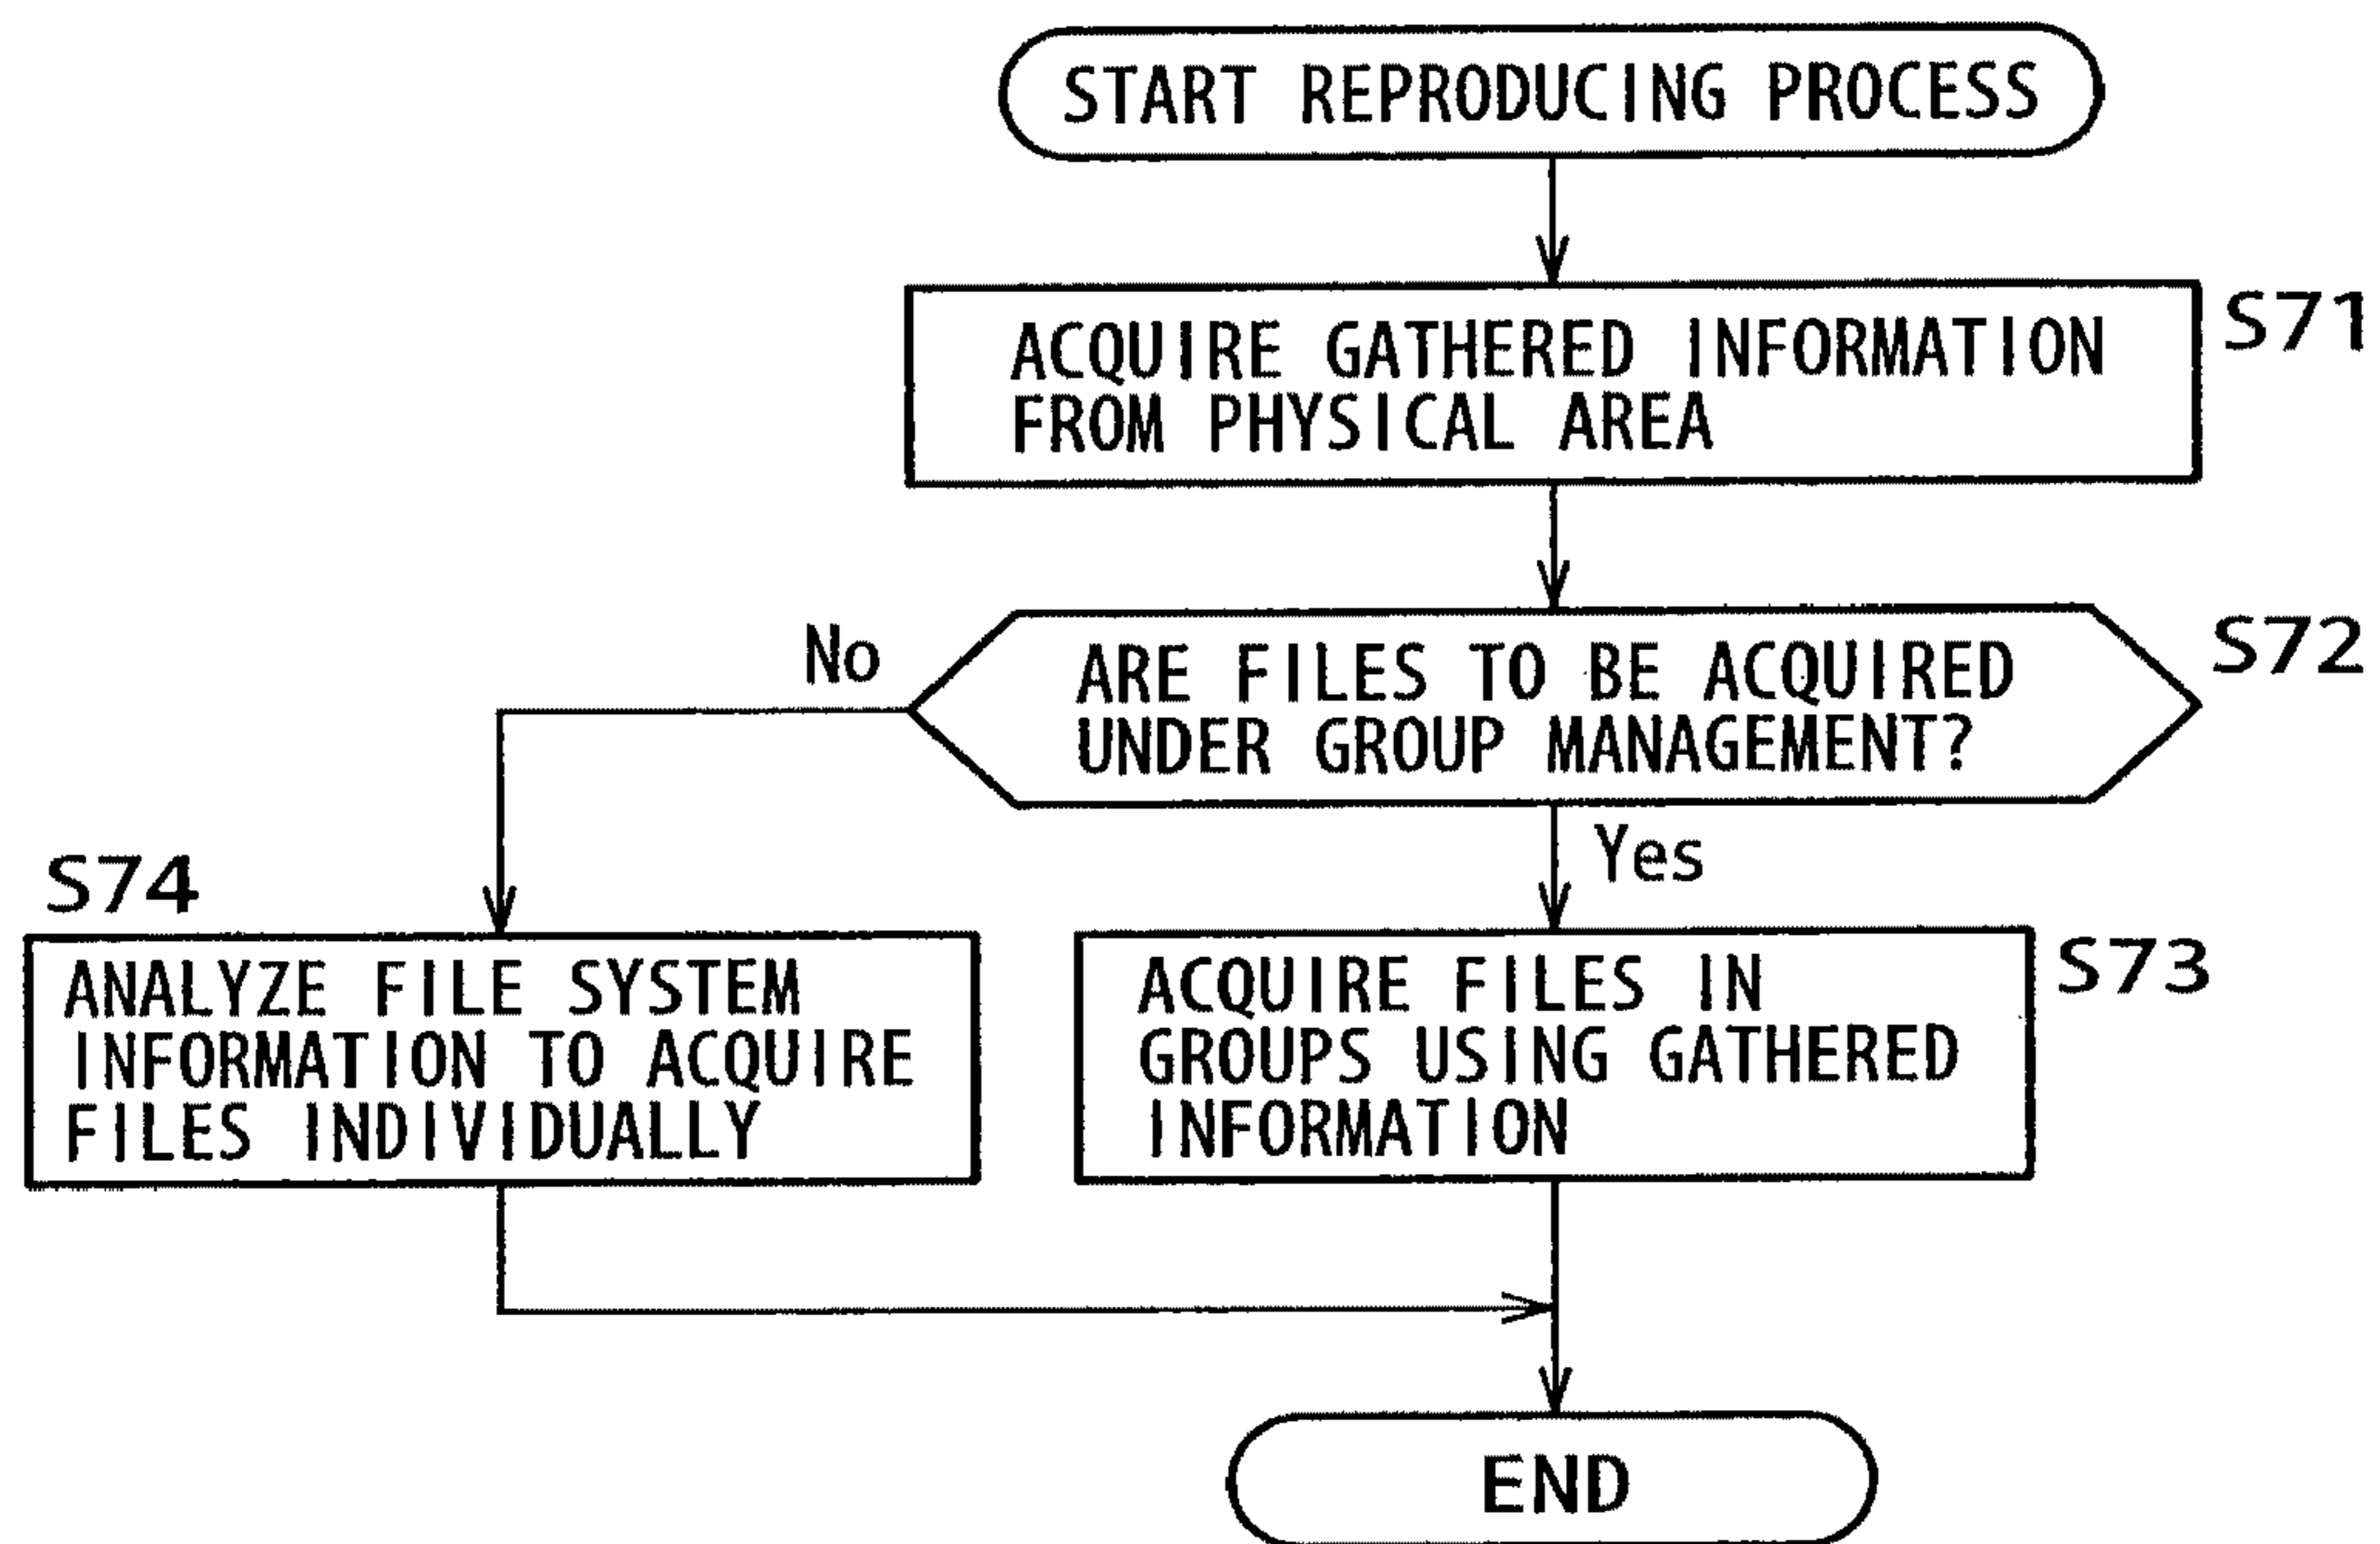 START REPRODUCING PROCESS
ACQUIRE GATHERED INFORMATION
FROM PHYSICAL AREA
S71
ARE FILES TO BE ACQUIRED
UNDER GROUP MANAGEMENT?
S72
No
Yes
S74
ANALYZE FILE SYSTEM
INFORMATION TO ACQUIRE
FILES INDIVIDUALLY
ACQUIRE FILES IN
GROUPS USING GATHERED
INFORMATION
S73
END